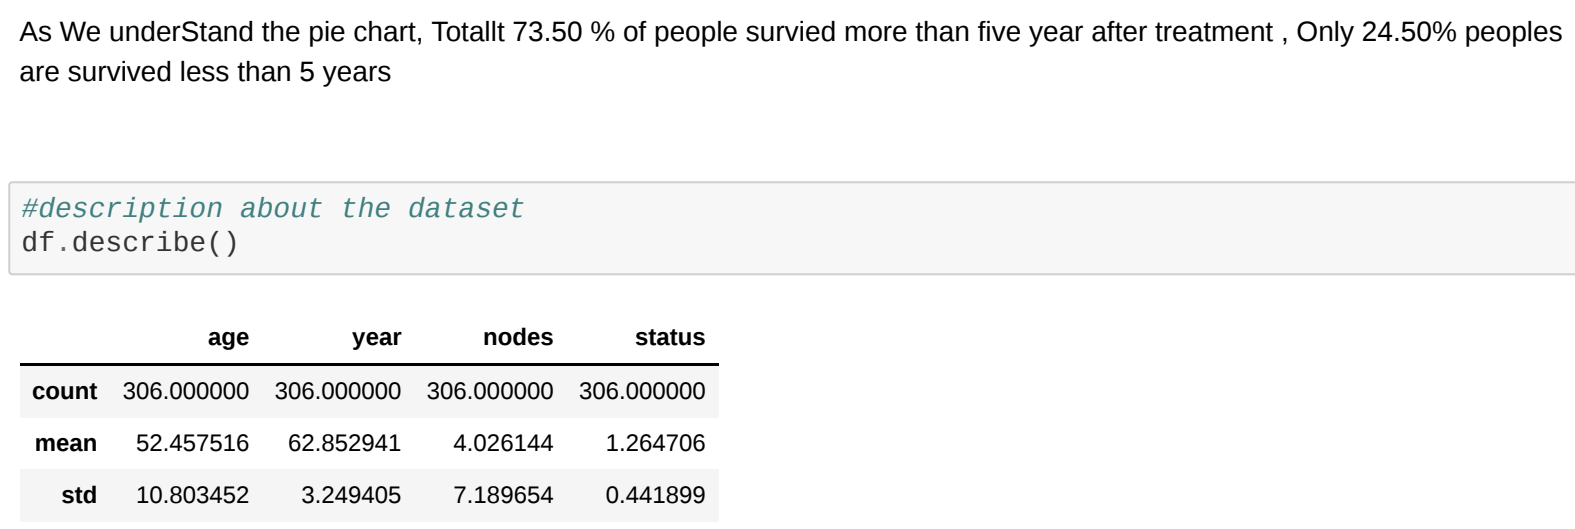 As We underStand the pie chart, Totallt 73.50 % of people survied more than five year after treatment , Only 24.50% peoples
are survived less than 5 years
#description about the dataset
df.describe()
age year nodes status
count 306.000000 306.000000 306.000000 306.000000
mean 52.457516 62.852941 4.026144 1.264706
std 10.803452 3.249405 7.189654 0.441899